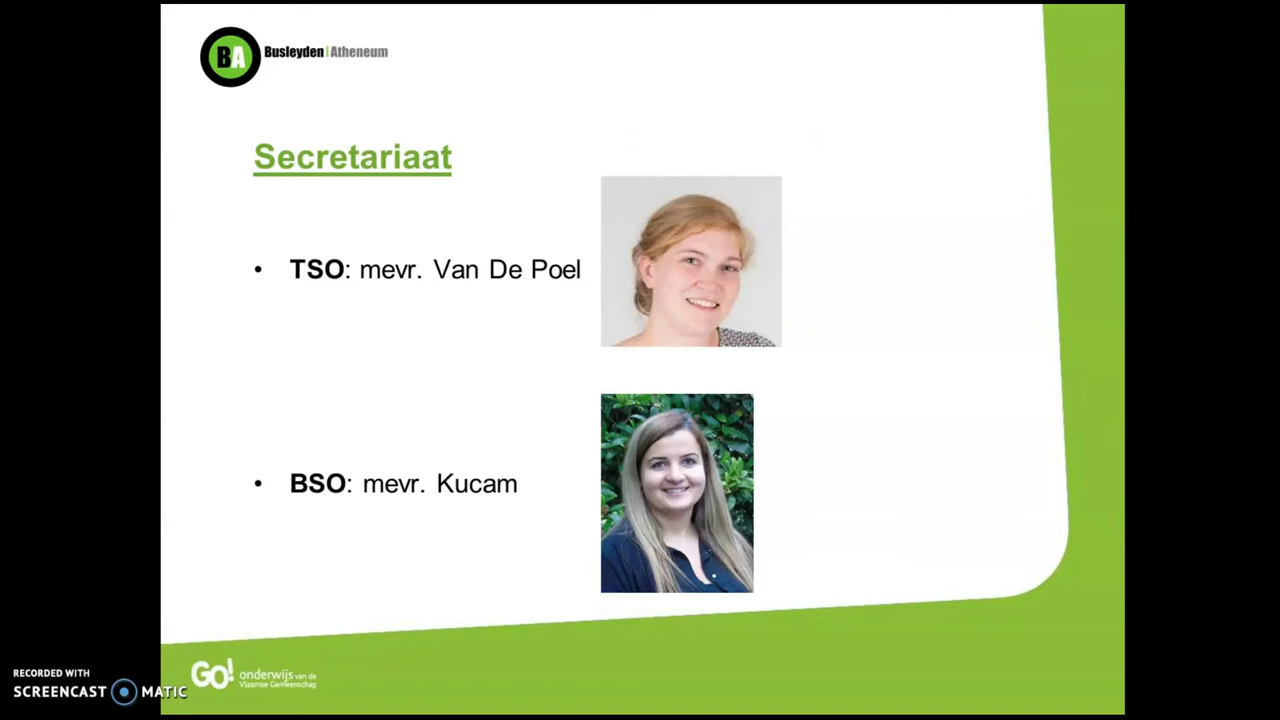 BA Busleyden | Atheneum
Secretariaat
• TSO: mevr. Van De Poel
• BSO: mevr. Kucam
GO! onderwijs van de
Vlaamse Gemeenschap
RECORDED WITH
SCREENCAST MATIC